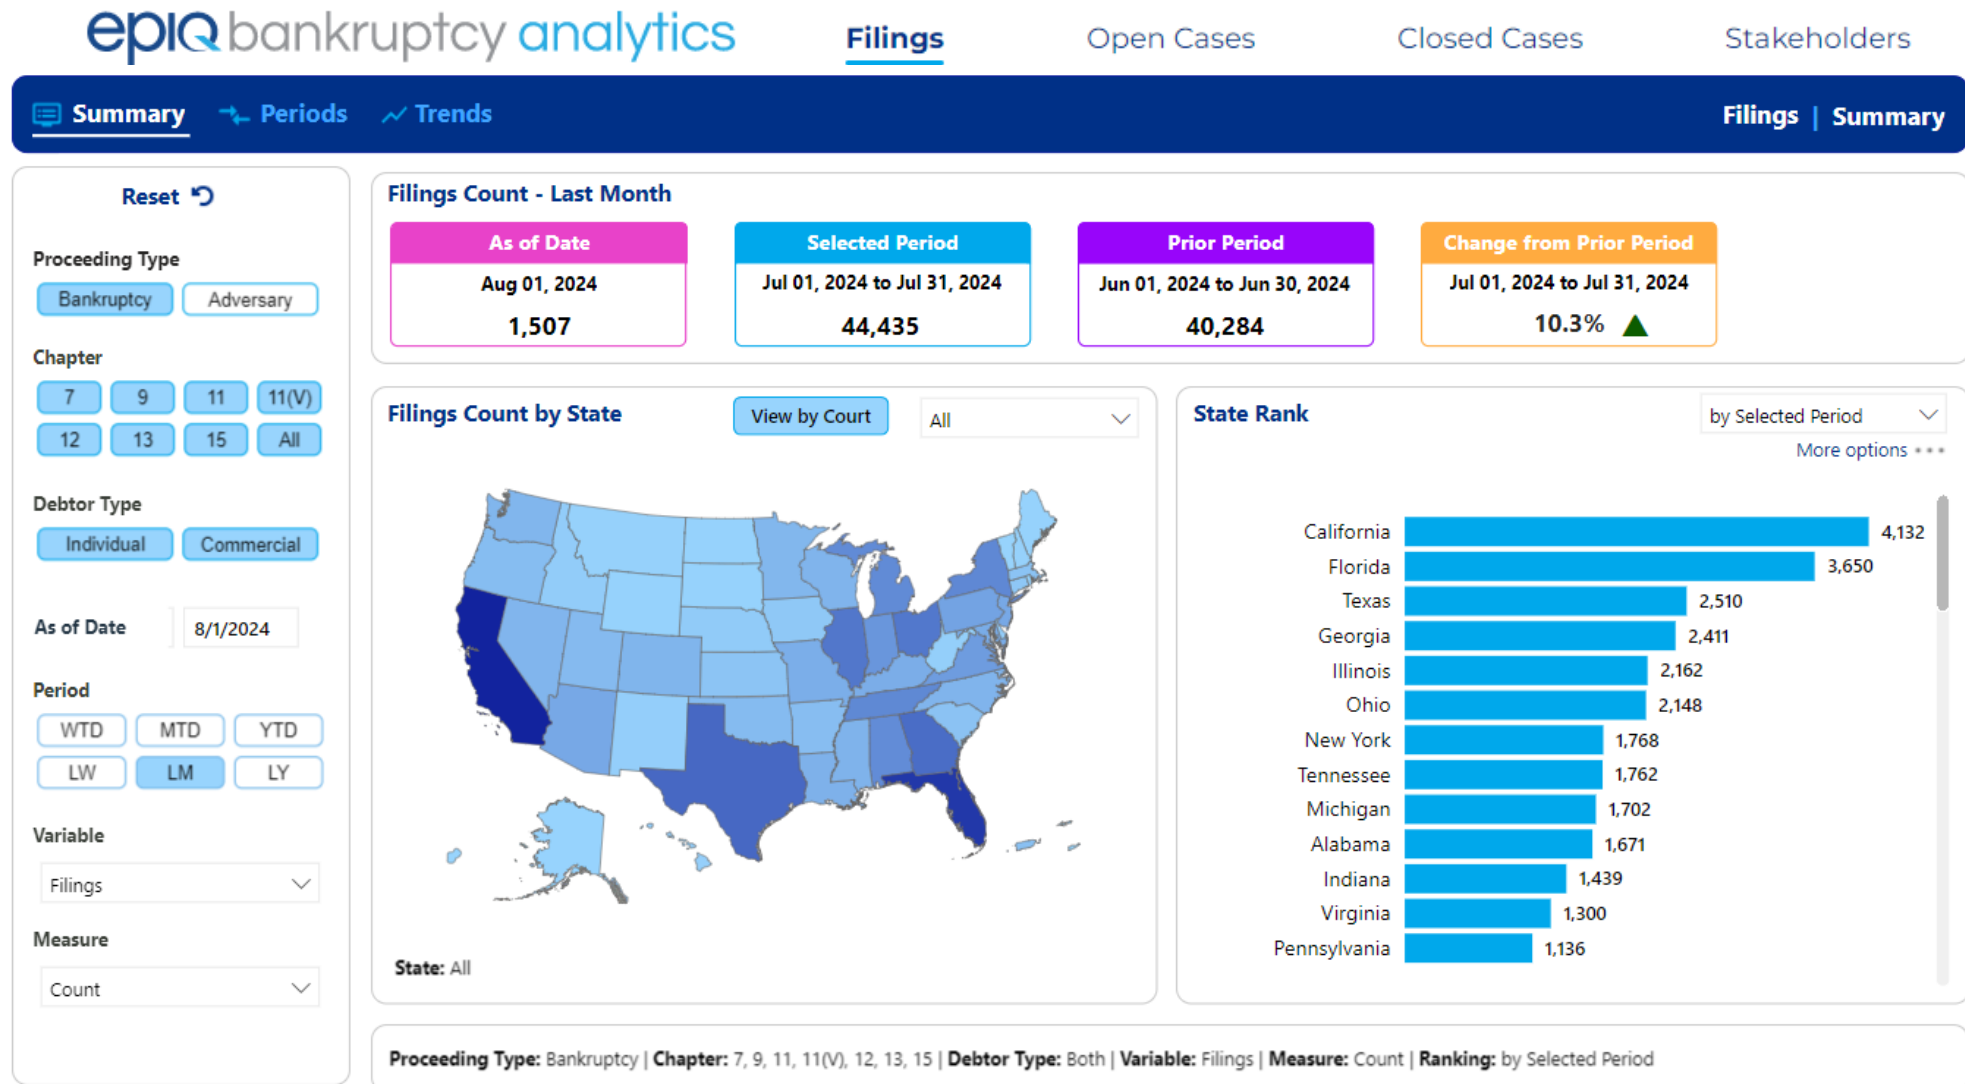 epiq bankruptcy analytics
Filings
Open Cases
Closed Cases
Stakeholders
Summary
Periods
Trends
Filings | Summary
Reset
Proceeding Type
Bankruptcy
Adversary
Chapter
7
9
11
11(V)
12
13
15
All
Debtor Type
Individual
Commercial
As of Date
8/1/2024
Period
WTD
MTD
YTD
LW
LM
LY
Variable
Filings
Measure
Count
Filings Count - Last Month
As of Date
Aug 01, 2024
1,507
Selected Period
Jul 01, 2024 to Jul 31, 2024
44,435
Prior Period
Jun 01, 2024 to Jun 30, 2024
40,284
Change from Prior Period
Jul 01, 2024 to Jul 31, 2024
10.3%
Filings Count by State
View by Court
All
State: All
State Rank
by Selected Period
More options
California 4,132
Florida 3,650
Texas 2,510
Georgia 2,411
Illinois 2,162
Ohio 2,148
New York 1,768
Tennessee 1,762
Michigan 1,702
Alabama 1,671
Indiana 1,439
Virginia 1,300
Pennsylvania 1,136
Proceeding Type: Bankruptcy | Chapter: 7, 9, 11, 11(V), 12, 13, 15 | Debtor Type: Both | Variable: Filings | Measure: Count | Ranking: by Selected Period